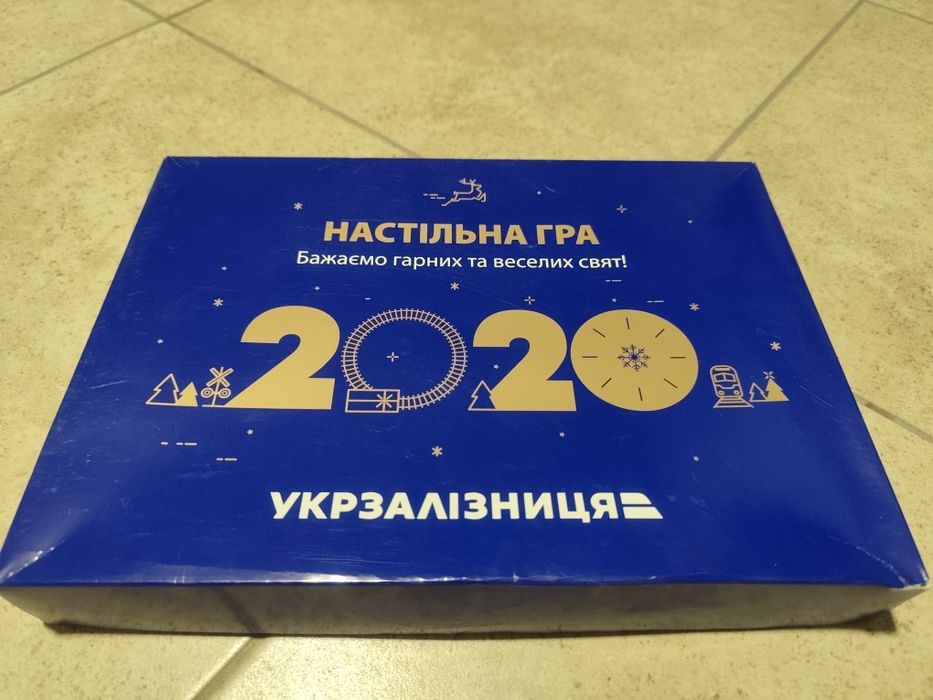 НАСТІЛЬНА ГРА
Бажаємо гарних та веселих свят!
2020
УКРЗАЛІЗНИЦЯ